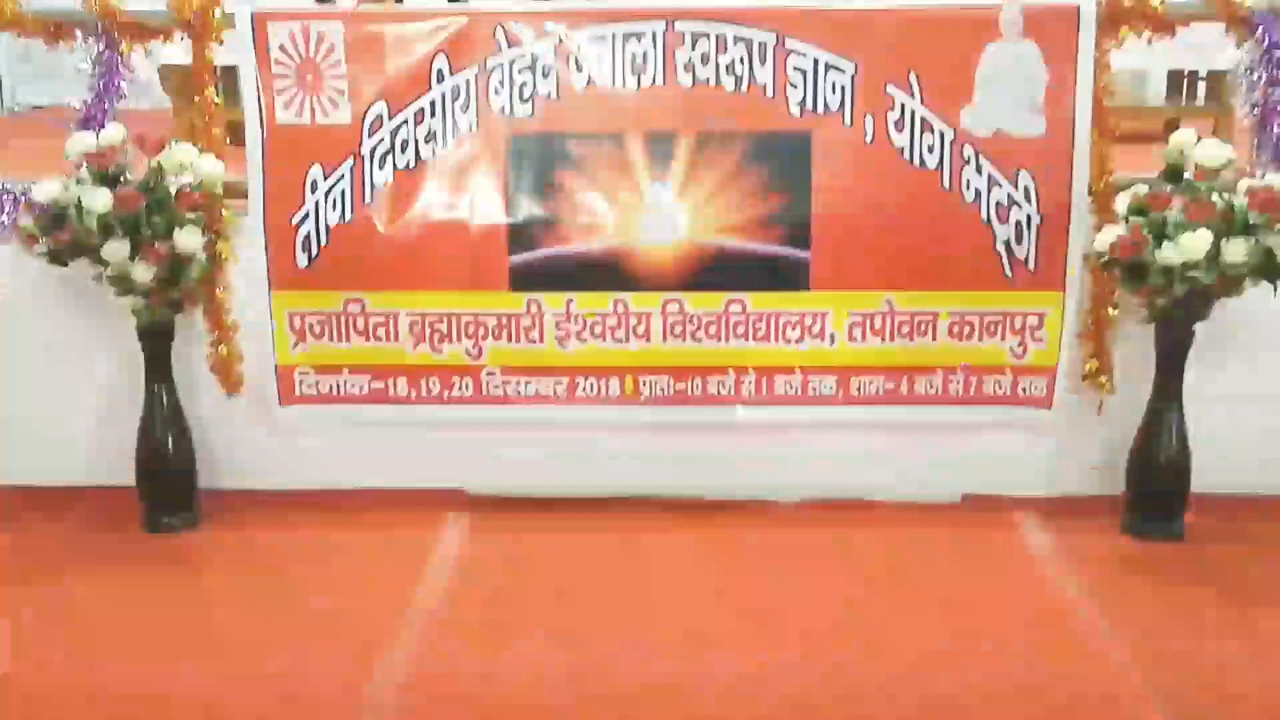 तीन दिवसीय बेहद ज्वाला स्वरूप ज्ञान, योग भट्ठी
प्रजापिता ब्रह्माकुमारी ईश्वरीय विश्वविद्यालय, तपोवन कानपुर
दिनांक-18,19,20 दिसम्बर 2018 प्रातः-10 बजे से 1 बजे तक, शाम- 4 बजे से 7 बजे तक